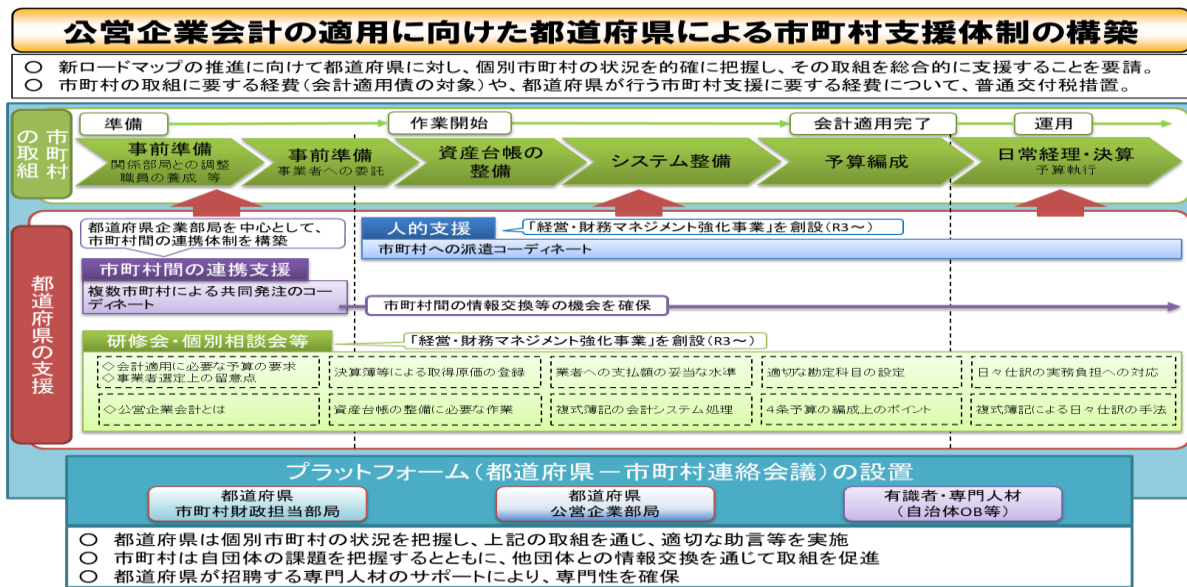 公営企業会計の適用に向けた都道府県による市町村支援体制の構築
○ 新ロードマップの推進に向けて都道府県に対し、個別市町村の状況を的確に把握し、その取組を総合的に支援することを要請。
○ 市町村の取組に要する経費(会計適用債の対象)や、都道府県が行う市町村支援に要する経費について、普通交付税措置。
市町村の取組
準備
作業開始
会計適用完了
運用
事前準備
関係部局との調整
職員の養成 等
事前準備
事業者への委託
資産台帳の
整備
システム整備
予算編成
日常経理・決算
予算執行
都道府県の支援
都道府県企業部局を中心として、
市町村間の連携体制を構築
人的支援
「経営・財務マネジメント強化事業」を創設(R3～)
市町村への派遣コーディネート
市町村間の連携支援
複数市町村による共同発注のコー
ディネート
市町村間の情報交換等の機会を確保
研修会・個別相談会等
「経営・財務マネジメント強化事業」を創設(R3～)
◇会計適用に必要な予算の要求
◇事業者選定上の留意点
決算簿等による取得原価の登録
業者への支払額の妥当な水準
適切な勘定科目の設定
日々仕訳の実務負担への対応
◇公営企業会計とは
資産台帳の整備に必要な作業
複式簿記の会計システム処理
4条予算の編成上のポイント
複式簿記による日々仕訳の手法
プラットフォーム(都道府県－市町村連絡会議)の設置
都道府県
市町村財政担当部局
都道府県
公営企業部局
有識者・専門人材
(自治体OB等)
○ 都道府県は個別市町村の状況を把握し、上記の取組を通じ、適切な助言等を実施
○ 市町村は自団体の課題を把握するとともに、他団体との情報交換を通じて取組を促進
○ 都道府県が招聘する専門人材のサポートにより、専門性を確保